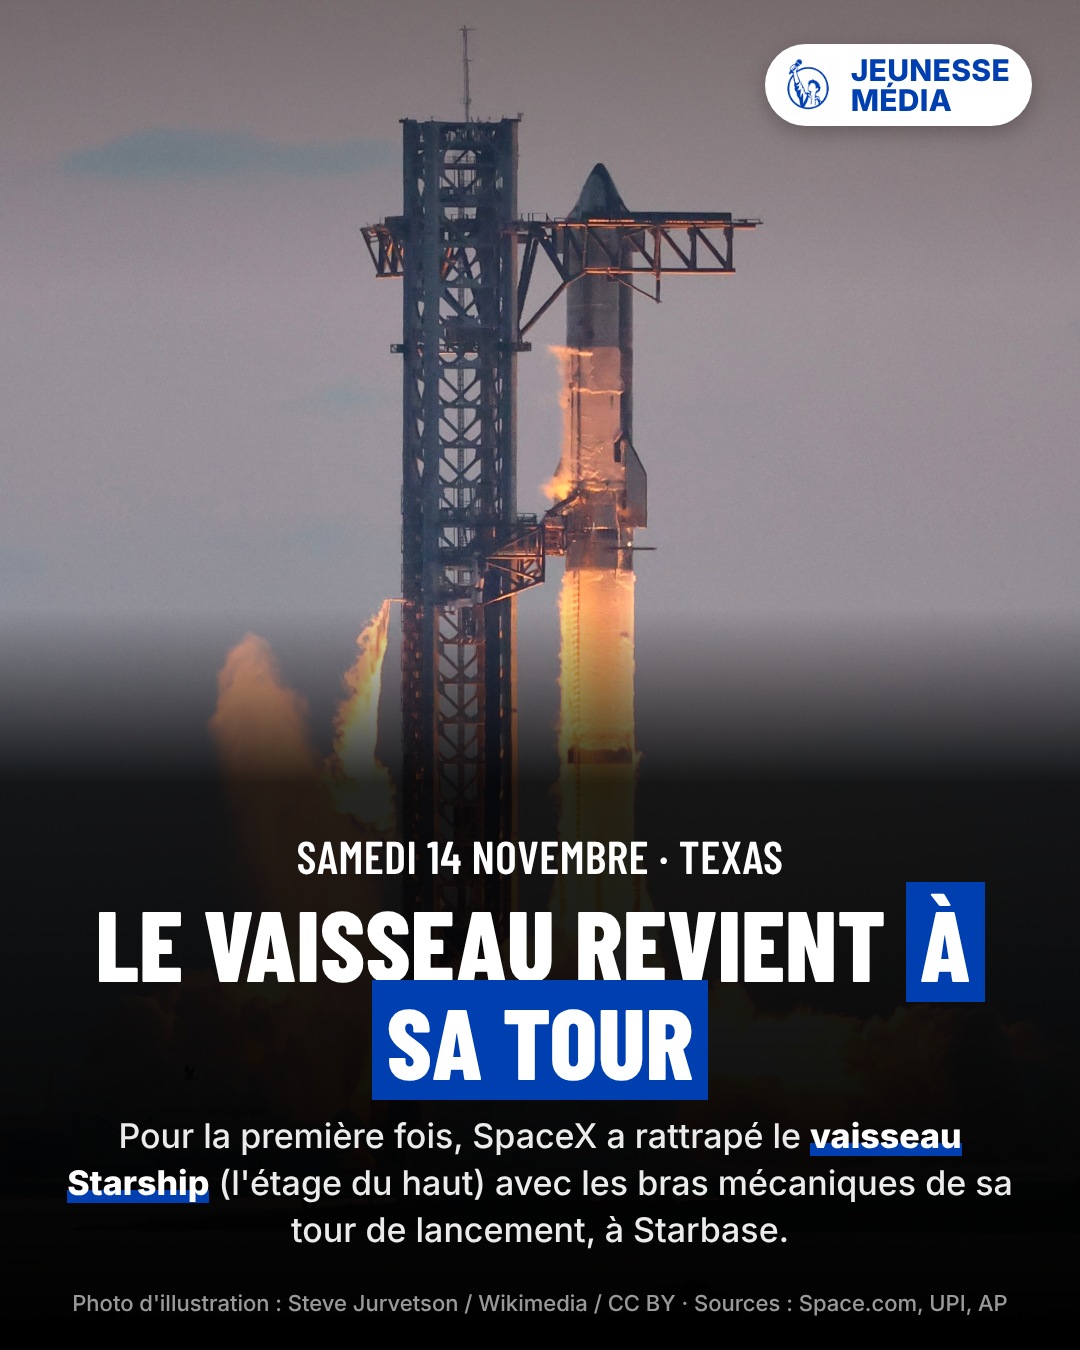 JEUNESSE
MÉDIA
SAMEDI 14 NOVEMBRE · TEXAS
LE VAISSEAU REVIENT À
SA TOUR
Pour la première fois, SpaceX a rattrapé le vaisseau
Starship (l'étage du haut) avec les bras mécaniques de sa
tour de lancement, à Starbase.
Photo d'illustration : Steve Jurvetson / Wikimedia / CC BY · Sources : Space.com, UPI, AP